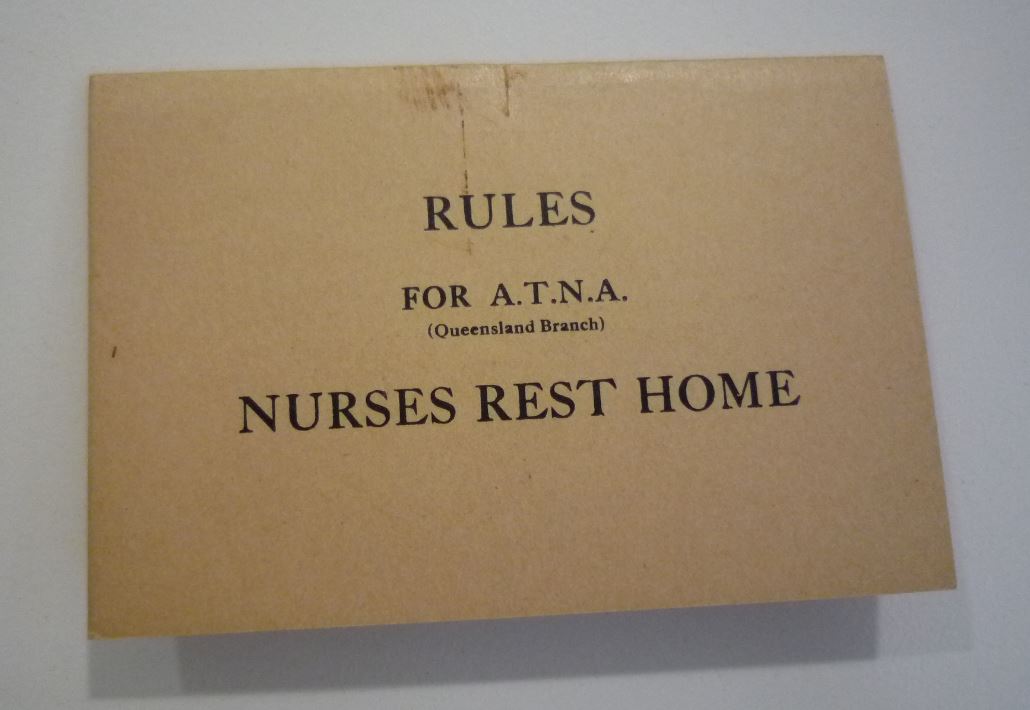 RULES
FOR A.T.N.A.
(Queensland Branch)
NURSES REST HOME